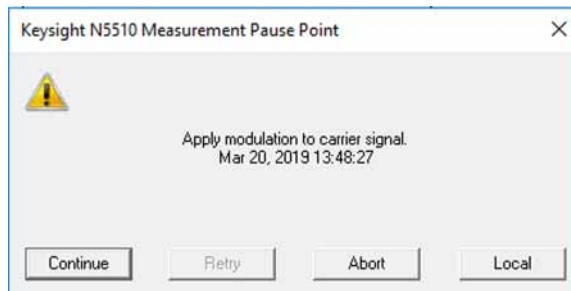 Keysight N5510 Measurement Pause Point
Apply modulation to carrier signal.
Mar 20, 2019 13:48:27
Continue Retry Abort Local